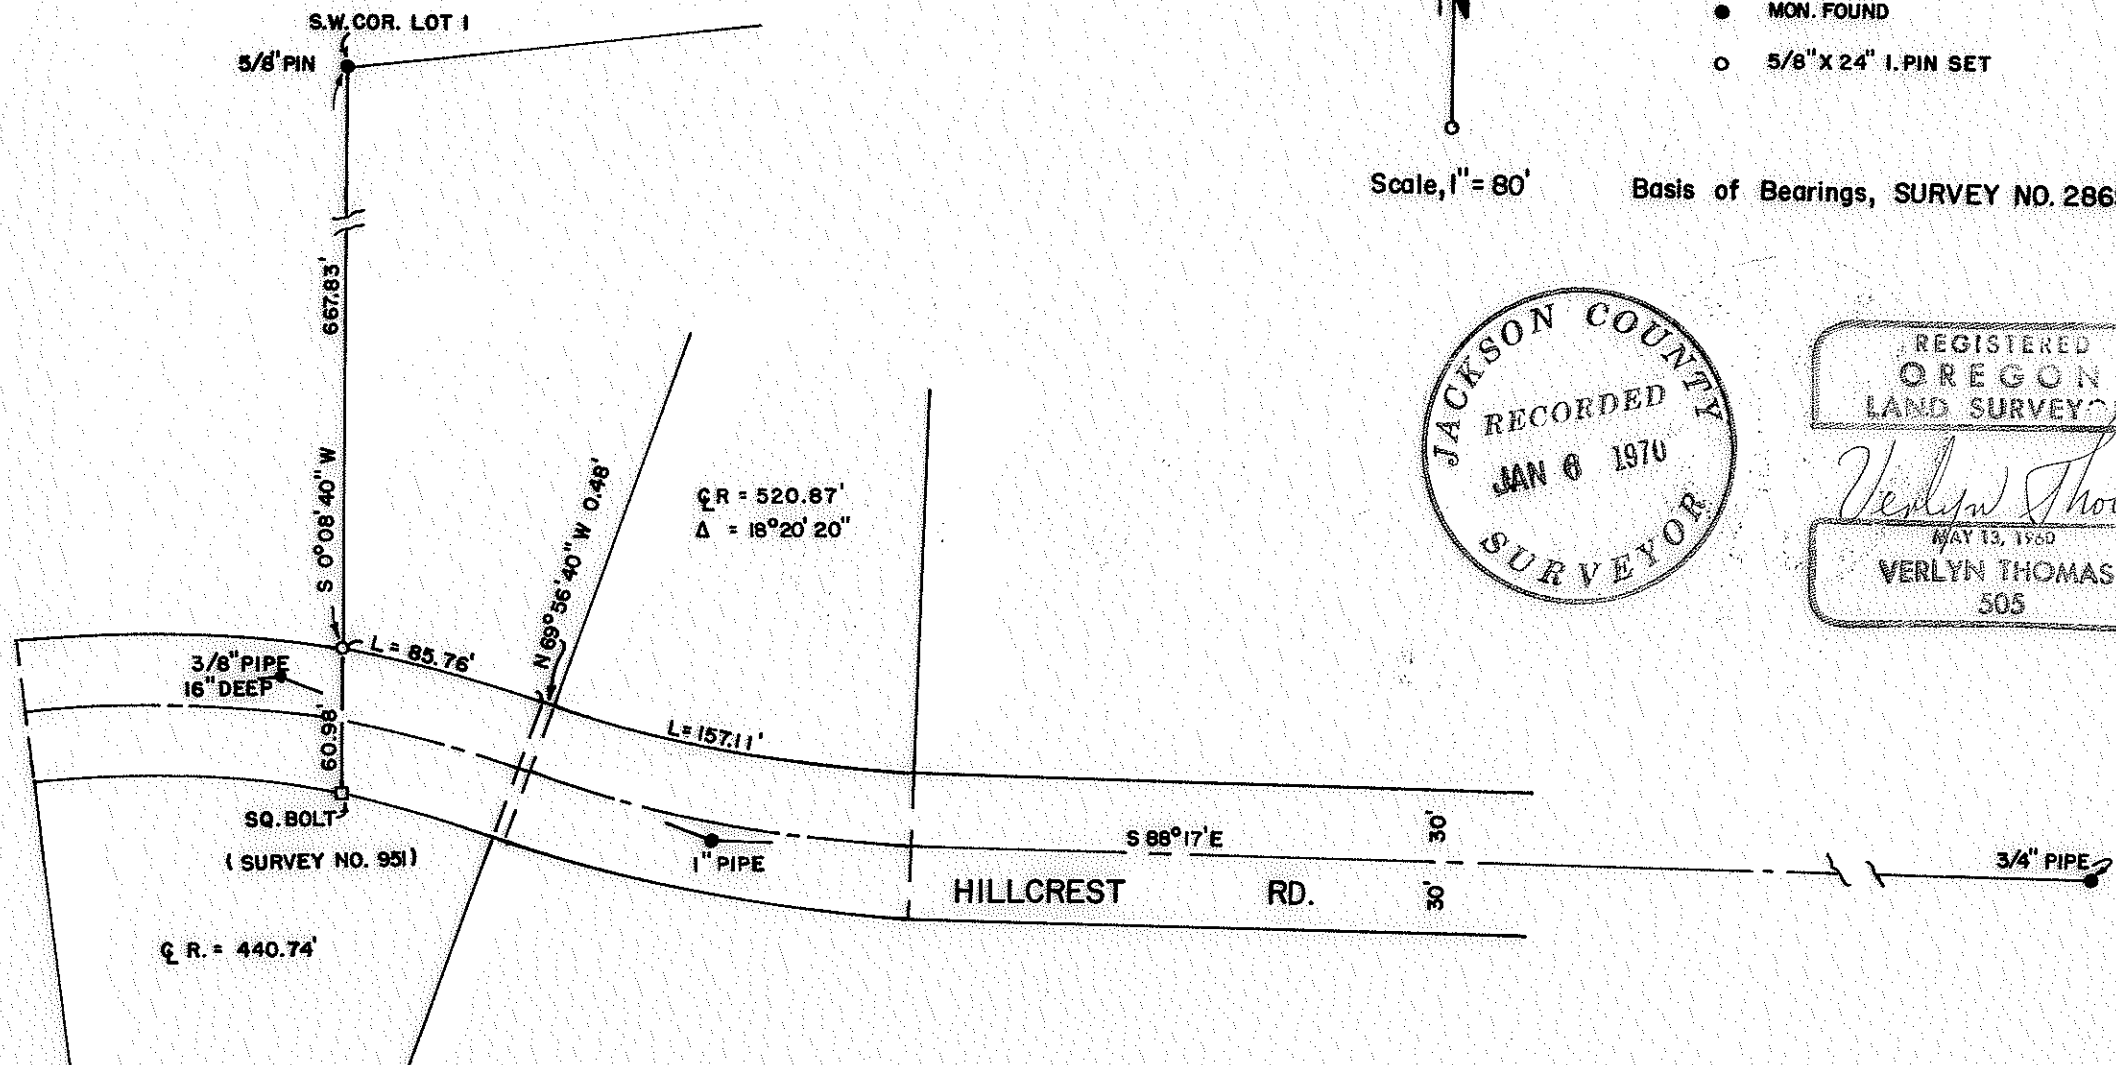 S.W. COR. LOT 1
5/8" PIN
MON. FOUND
5/8" X 24" I. PIN SET
Scale, 1" = 80'
Basis of Bearings, SURVEY NO.
667.83'
S 0°08'40" W
N 69°56'40" W 0.48'
℄ R = 520.87'
Δ = 18°20'20"
JACKSON COUNTY
RECORDED
JAN 6 1970
SURVEYOR
REGISTERED
OREGON
LAND
Verlyn
MAY 13, 1960
VERLYN THOMAS
505
L = 85.76'
3/8" PIPE
16" DEEP
60.98'
L = 157.11'
SQ. BOLT
( SURVEY NO. 951 )
1" PIPE
S 88°17' E
30'
30'
3/4" PIPE
HILLCREST RD.
℄ R. = 440.74'